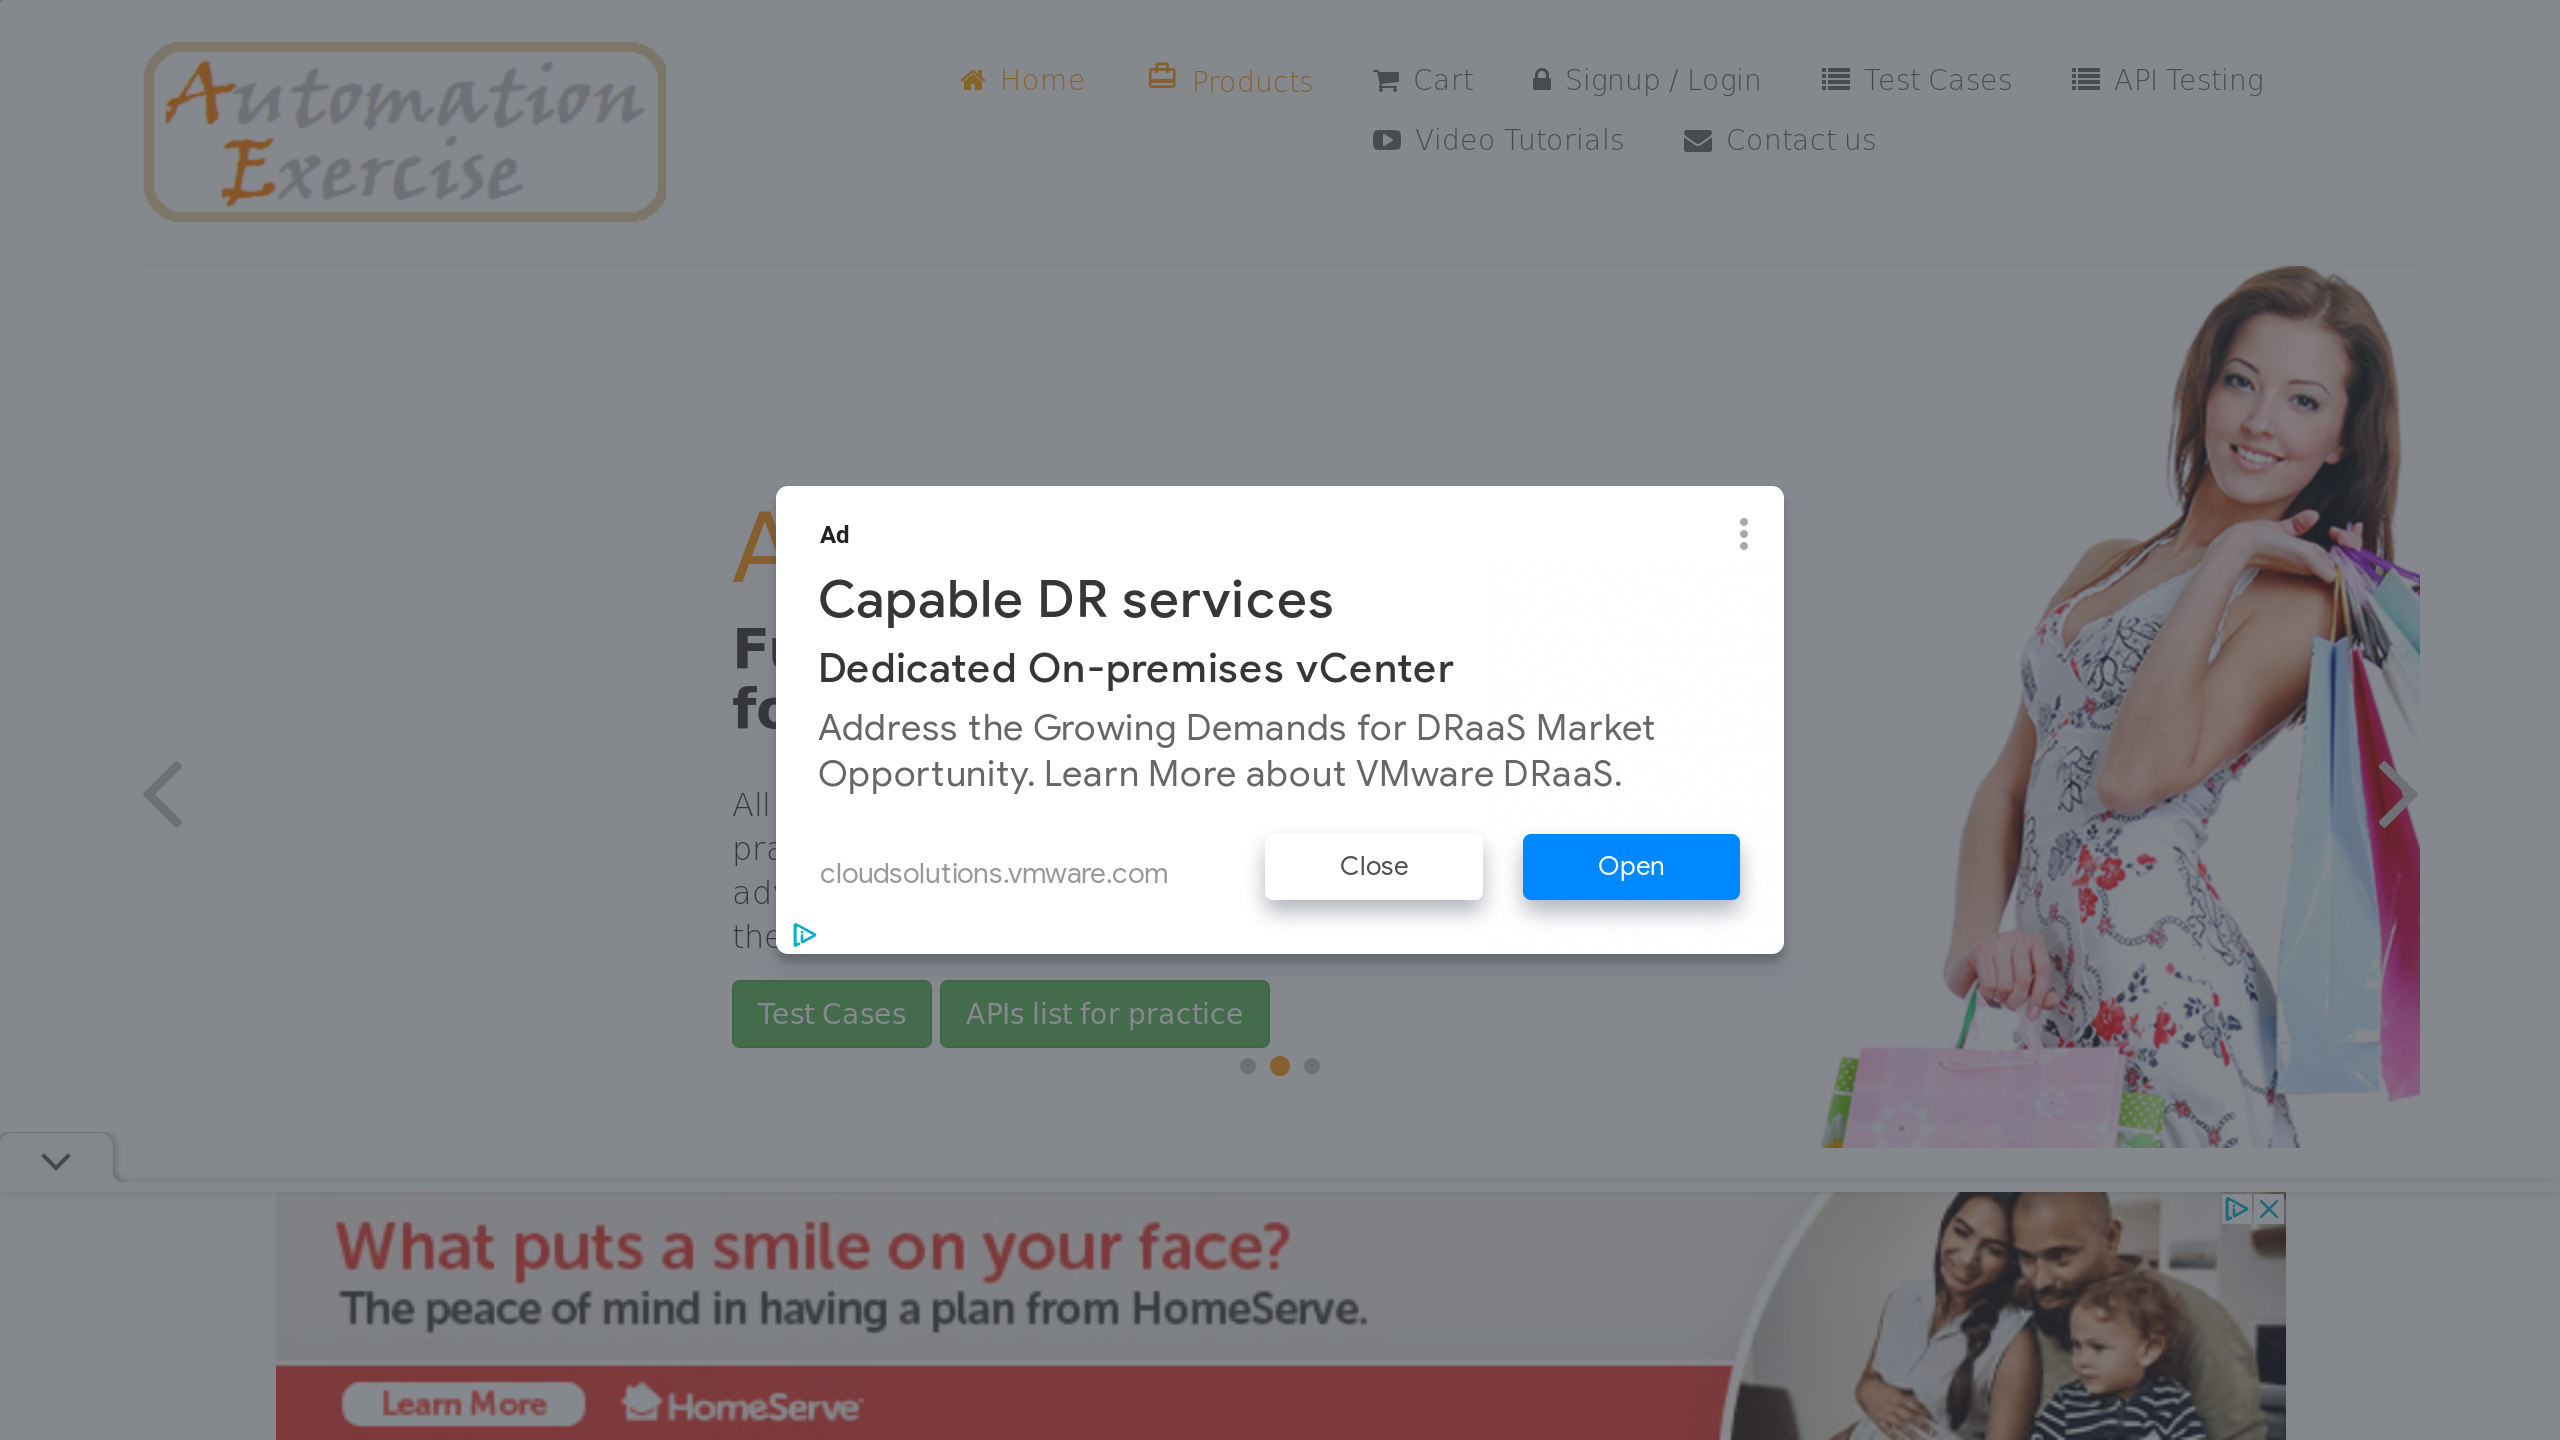 Automation
Exercise
Home
Products
Cart
Signup / Login
Test Cases
API Testing
Video Tutorials
Contact us
A
Fu
fo
All
pra
adv
the
Ad
Capable DR services
Dedicated On-premises vCenter
Address the Growing Demands for DRaaS Market
Opportunity. Learn More about VMware DRaaS.
cloudsolutions.vmware.com
Close
Open
Test Cases
APIs list for practice
What puts a smile on your face?
The peace of mind in having a plan from HomeServe.
Learn More
HomeServe